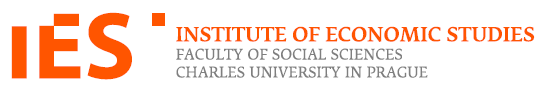 IES
INSTITUTE OF ECONOMIC STUDIES
FACULTY OF SOCIAL SCIENCES
CHARLES UNIVERSITY IN PRAGUE